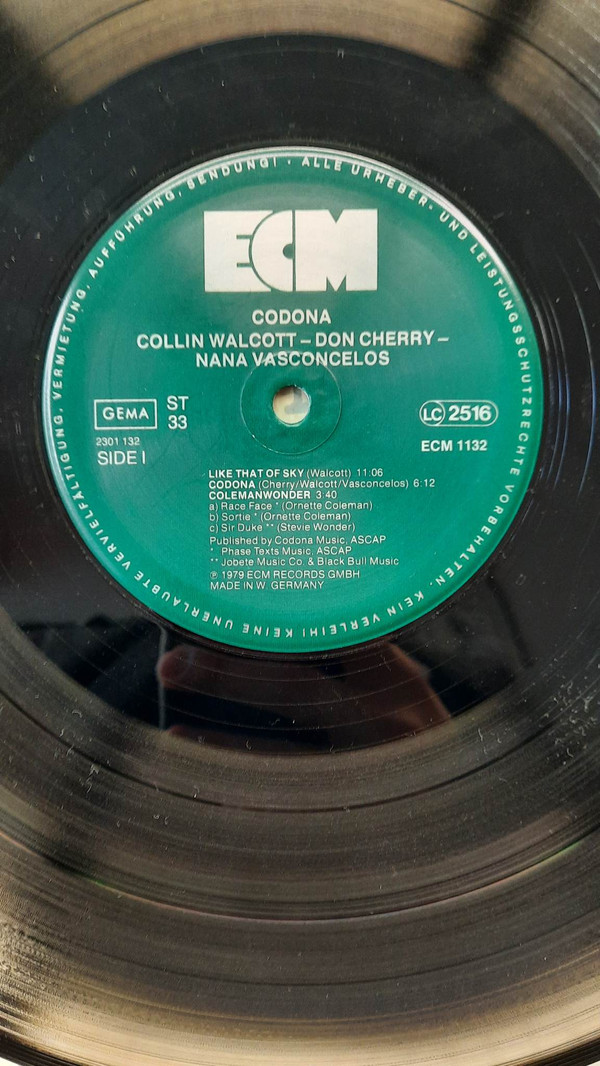 ECM
CODONA
COLLIN WALCOTT – DON CHERRY –
NANA VASCONCELOS
GEMA
ST
33
LC 2516
2301 132
SIDE I
ECM 1132
LIKE THAT OF SKY (Walcott) 11:06
CODONA (Cherry/Walcott/Vasconcelos) 6:12
COLEMANWONDER 3:40
a) Race Face * (Ornette Coleman)
b) Sortie * (Ornette Coleman)
c) Sir Duke ** (Stevie Wonder)
Published by Codona Music, ASCAP
* Phase Texts Music, ASCAP
** Jobete Music Co. & Black Bull Music
℗ 1979 ECM RECORDS GMBH
MADE IN W. GERMANY
ALLE URHEBER- UND LEISTUNGSSCHUTZRECHTE VORBEHALTEN. KEIN VERLEIH! KEINE UNERLAUBTE VERVIELFÄLTIGUNG, VERMIETUNG, AUFFÜHRUNG, SENDUNG! ·